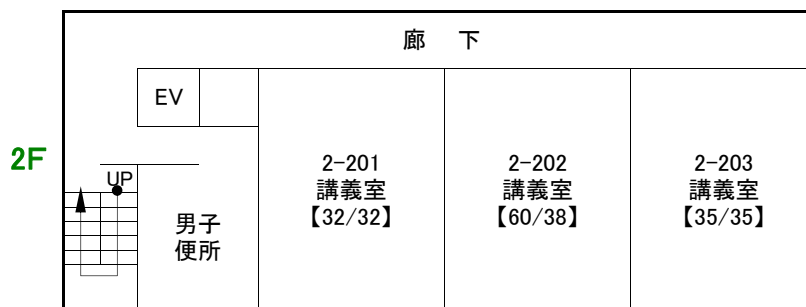 廊 下
EV
2F
UP
男子
便所
2-201
講義室
【32/32】
2-202
講義室
【60/38】
2-203
講義室
【35/35】